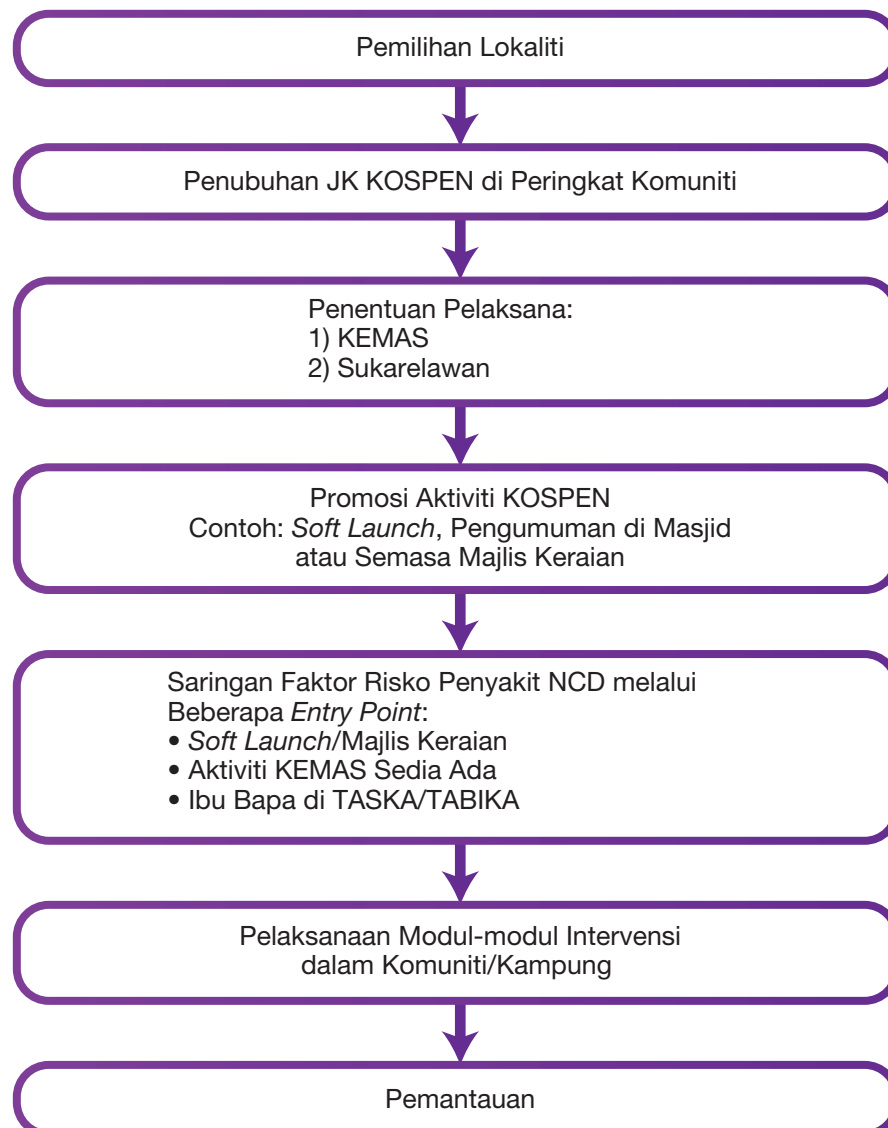 Pemilihan Lokaliti
Penubuhan JK KOSPEN di Peringkat Komuniti
Penentuan Pelaksana:
1) KEMAS
2) Sukarelawan
Promosi Aktiviti KOSPEN
Contoh: Soft Launch, Pengumuman di Masjid
atau Semasa Majlis Keraian
Saringan Faktor Risko Penyakit NCD melalui
Beberapa Entry Point:
• Soft Launch/Majlis Keraian
• Aktiviti KEMAS Sedia Ada
• Ibu Bapa di TASKA/TABIKA
Pelaksanaan Modul-modul Intervensi
dalam Komuniti/Kampung
Pemantauan